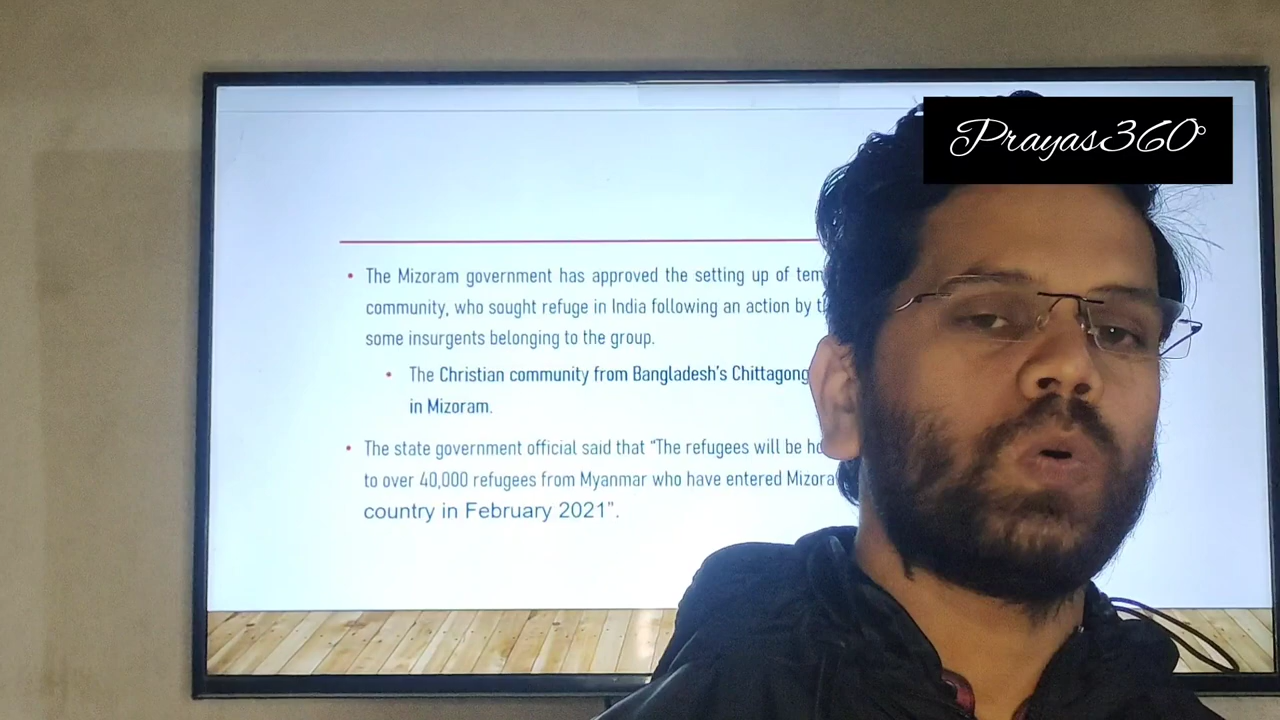 Prayas360°
The Mizoram government has approved the setting up of
community, who sought refuge in India following an action by
some insurgents belonging to the group.
The Christian community from Bangladesh's Chittagong
in Mizoram.
The state government official said that “The refugees will be
to over 40,000 refugees from Myanmar who have entered
country in February 2021”.